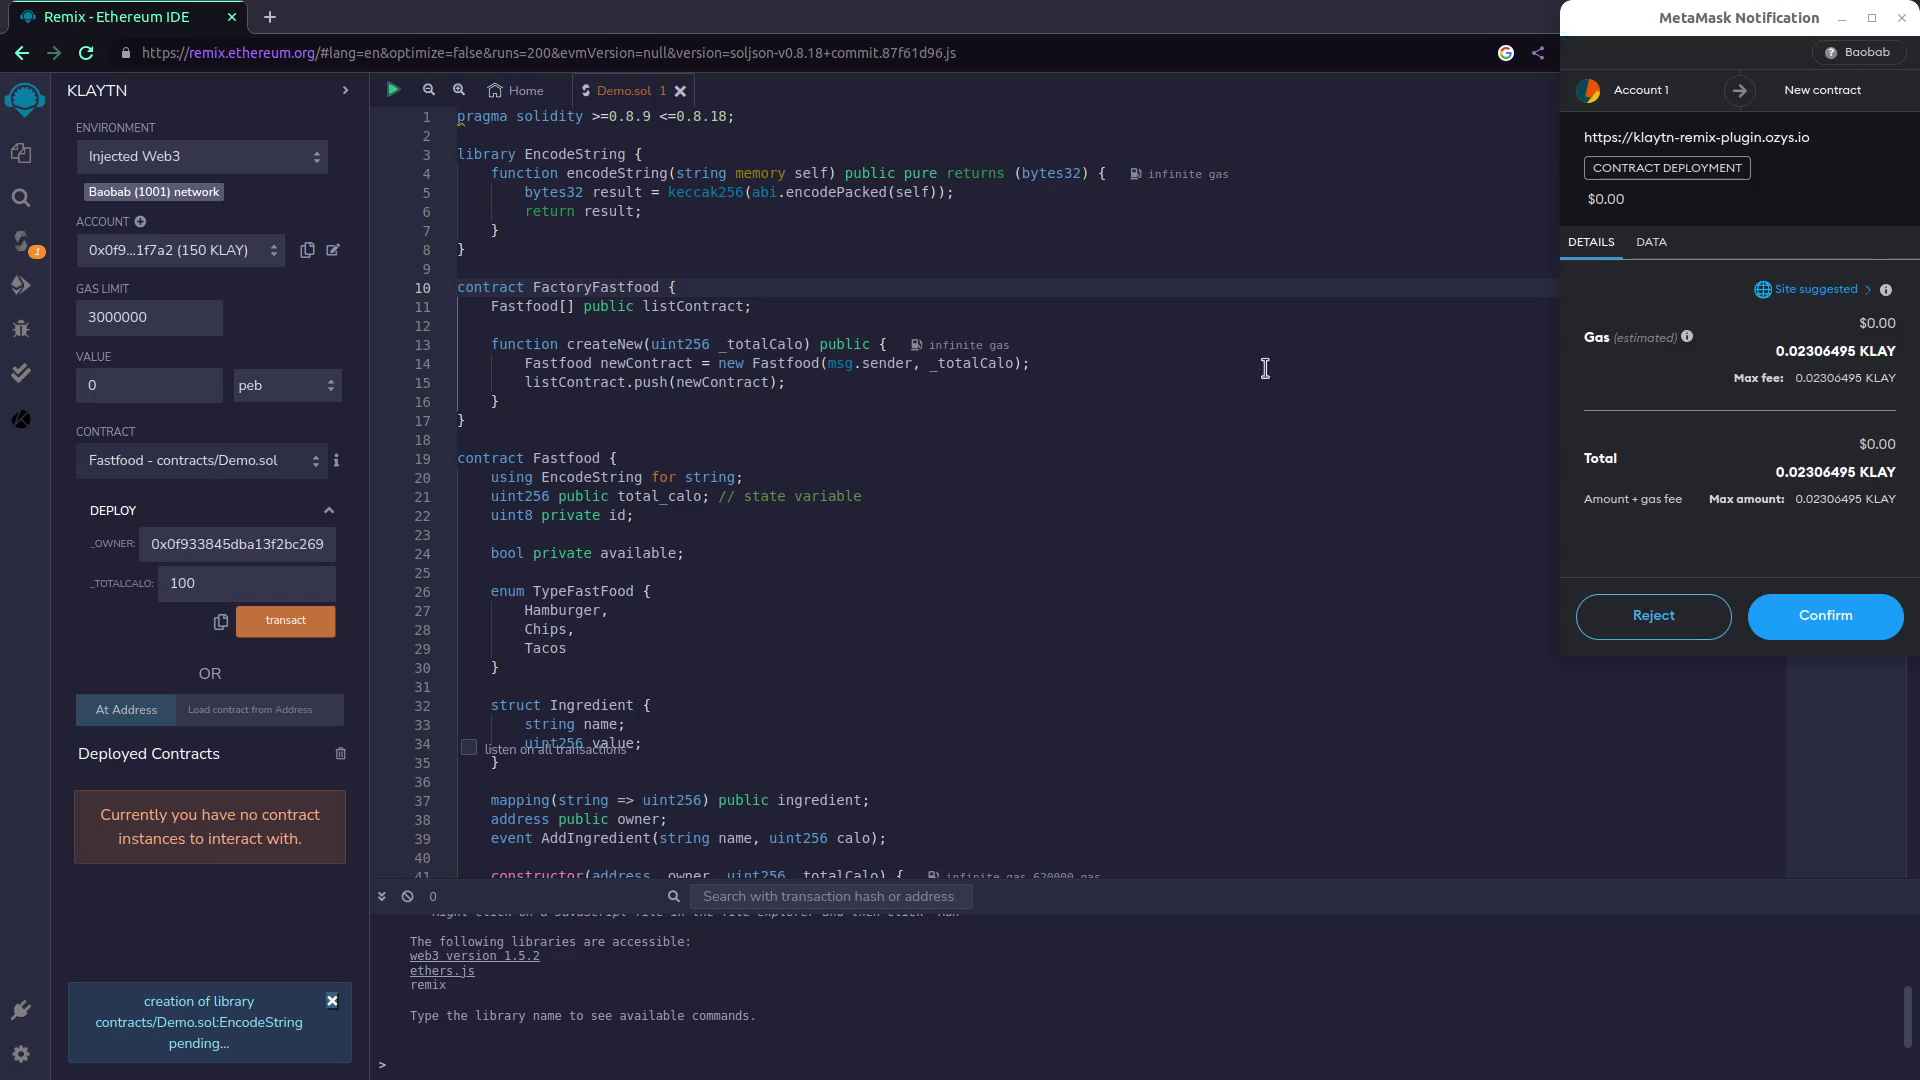 Remix - Ethereum IDE
https://remix.ethereum.org/#lang=en&optimize=false&runs=200&evmVersion=null&version=soljson-v0.8.18+commit.87f61d96.js
KLAYTN
ENVIRONMENT
Injected Web3
Baobab (1001) network
ACCOUNT
0x0f9...1f7a2 (150 KLAY)
GAS LIMIT
3000000
VALUE
0
peb
CONTRACT
Fastfood - contracts/Demo.sol
DEPLOY
_OWNER: 0x0f933845dba13f2bc269
_TOTALCALO: 100
transact
OR
At Address
Load contract from Address
Deployed Contracts
Currently you have no contract
instances to interact with.
creation of library
contracts/Demo.sol:EncodeString
pending...
1
Home
Demo.sol 1
1 pragma solidity >=0.8.9 <=0.8.18;
2
3 library EncodeString {
4 function encodeString(string memory self) public pure returns (bytes32) { infinite gas
5 bytes32 result = keccak256(abi.encodePacked(self));
6 return result;
7 }
8 }
9
10 contract FactoryFastfood {
11 Fastfood[] public listContract;
12
13 function createNew(uint256 _totalCalo) public { infinite gas
14 Fastfood newContract = new Fastfood(msg.sender, _totalCalo);
15 listContract.push(newContract);
16 }
17 }
18
19 contract Fastfood {
20 using EncodeString for string;
21 uint256 public total_calo; // state variable
22 uint8 private id;
23
24 bool private available;
25
26 enum TypeFastFood {
27 Hamburger,
28 Chips,
29 Tacos
30 }
31
32 struct Ingredient {
33 string name;
34 uint256 value;
listen on all transactions
35 }
36
37 mapping(string => uint256) public ingredient;
38 address public owner;
39 event AddIngredient(string name, uint256 calo);
40
41 constructor(address _owner, uint256 _totalCalo) { infinite gas 620000 gas
0
Search with transaction hash or address
Right click on a JavaScript file in the file explorer and then click `Run`
The following libraries are accessible:
web3 version 1.5.2
ethers.js
remix
Type the library name to see available commands.
>
MetaMask Notification
Baobab
Account 1
New contract
https://klaytn-remix-plugin.ozys.io
CONTRACT DEPLOYMENT
$0.00
DETAILS
DATA
Site suggested
$0.00
Gas (estimated)
0.02306495 KLAY
Max fee: 0.02306495 KLAY
$0.00
Total
0.02306495 KLAY
Amount + gas fee
Max amount: 0.02306495 KLAY
Reject
Confirm